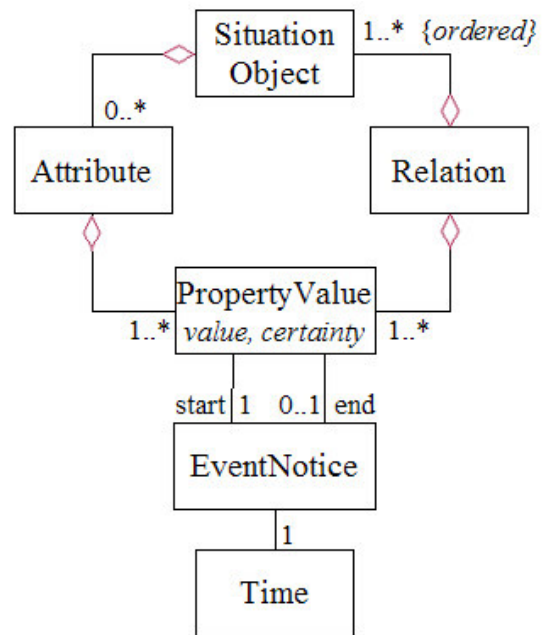 Situation
Object
1..* {ordered}
0..*
Attribute
Relation
PropertyValue
value, certainty
1..*
1..*
start 1 0..1 end
EventNotice
1
Time